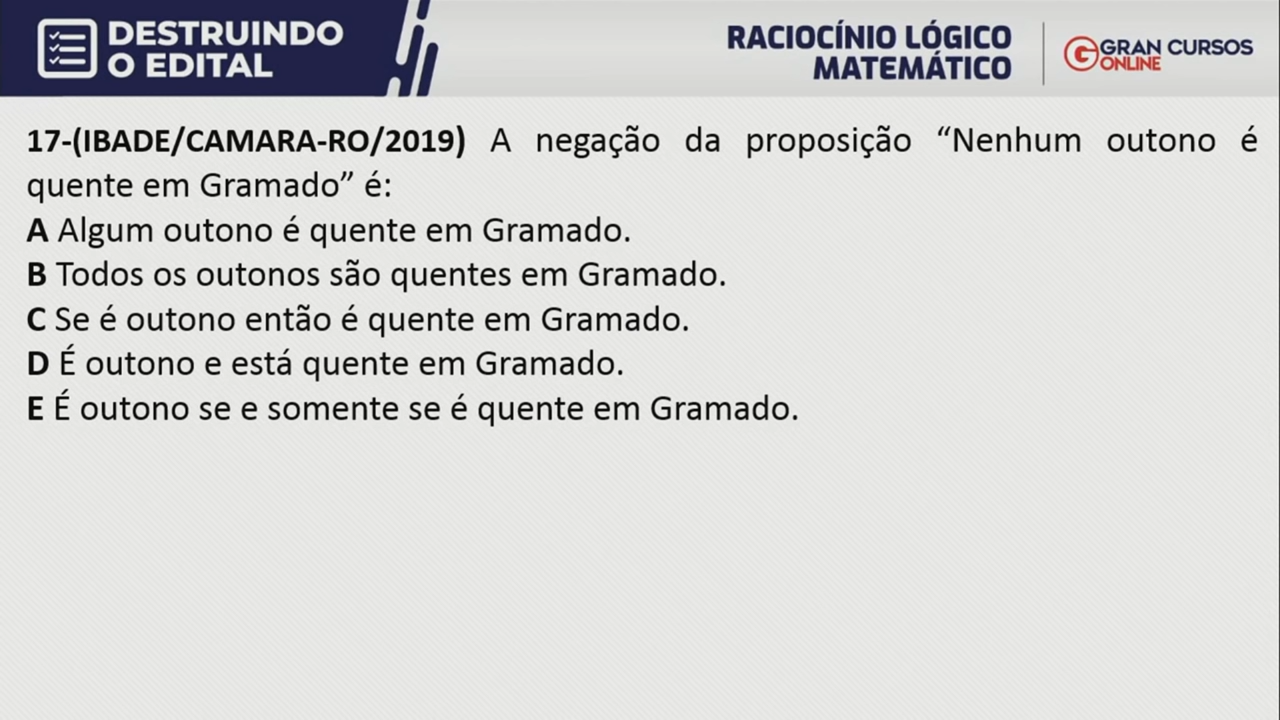 DESTRUINDO
O EDITAL
RACIOCÍNIO LÓGICO
MATEMÁTICO
GRAN CURSOS
ONLINE
17-(IBADE/CAMARA-RO/2019) A negação da proposição “Nenhum outono é
quente em Gramado” é:
A Algum outono é quente em Gramado.
B Todos os outonos são quentes em Gramado.
C Se é outono então é quente em Gramado.
D É outono e está quente em Gramado.
E É outono se e somente se é quente em Gramado.